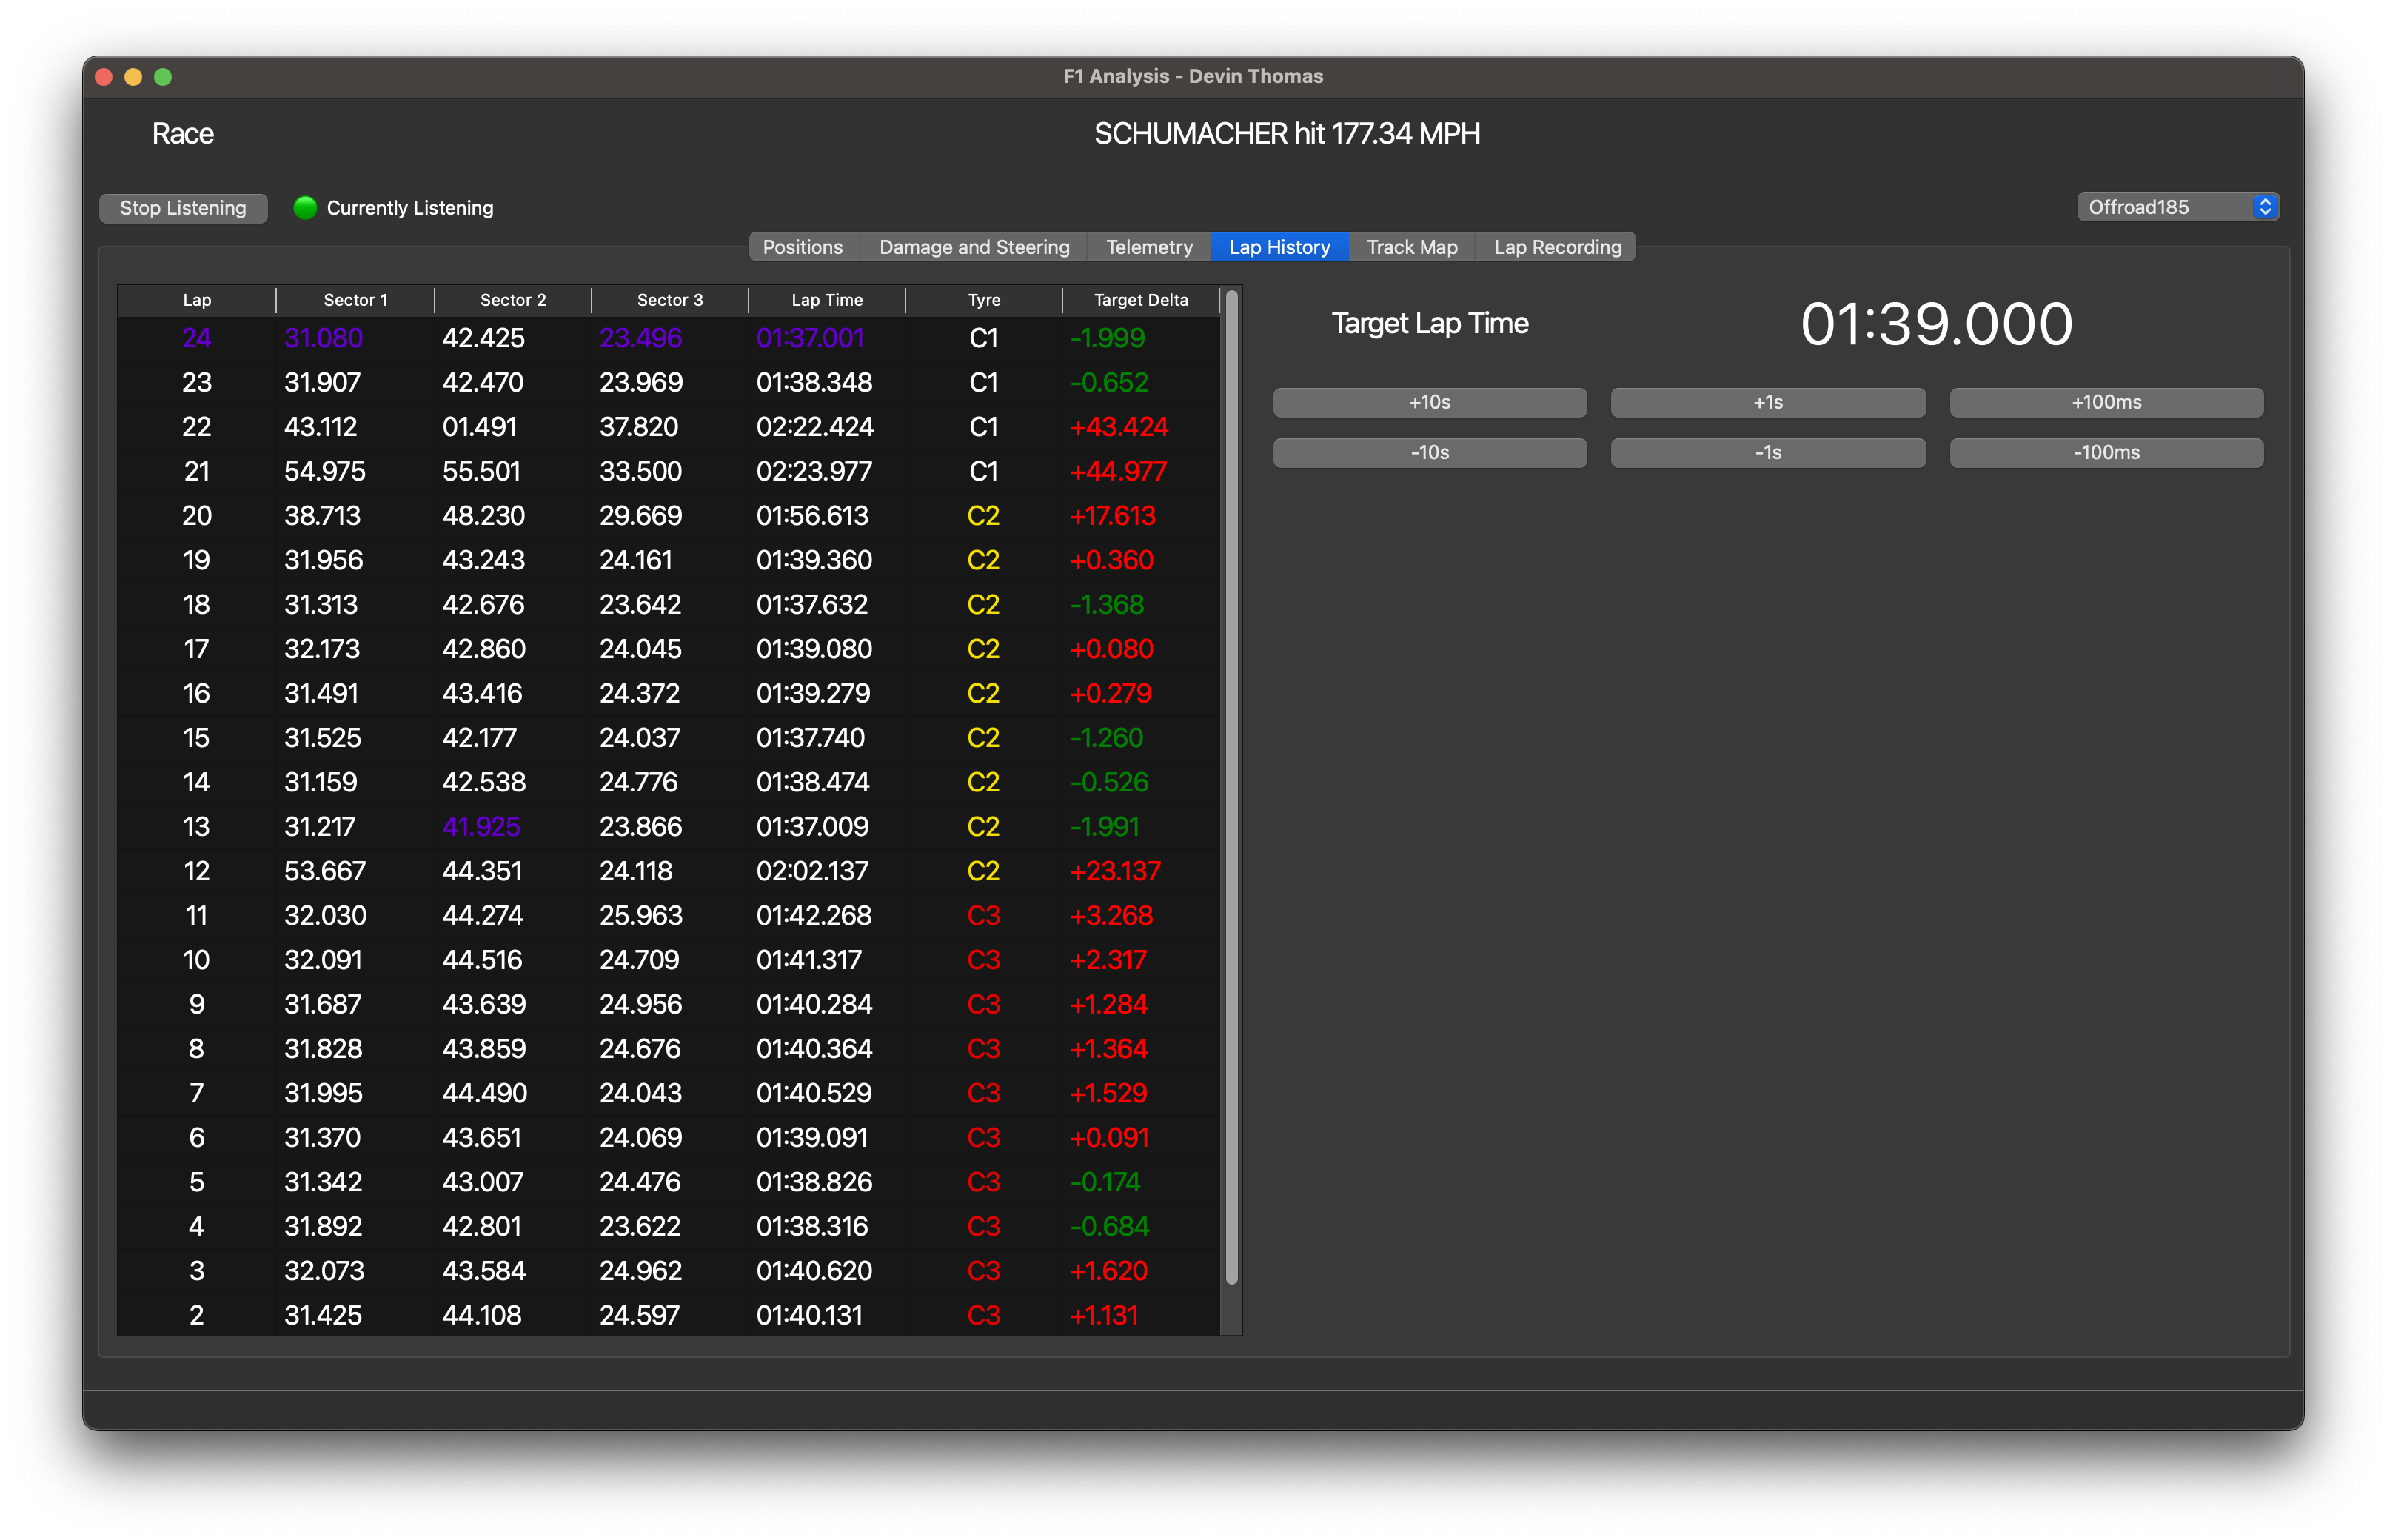 F1 Analysis - Devin Thomas
Race SCHUMACHER hit 177.34 MPH
Stop Listening Currently Listening Offroad185
Positions Damage and Steering Telemetry Lap History Track Map Lap Recording
Lap Sector 1 Sector 2 Sector 3 Lap Time Tyre Target Delta
24 31.080 42.425 23.496 01:37.001 C1 -1.999
23 31.907 42.470 23.969 01:38.348 C1 -0.652
22 43.112 01.491 37.820 02:22.424 C1 +43.424
21 54.975 55.501 33.500 02:23.977 C1 +44.977
20 38.713 48.230 29.669 01:56.613 C2 +17.613
19 31.956 43.243 24.161 01:39.360 C2 +0.360
18 31.313 42.676 23.642 01:37.632 C2 -1.368
17 32.173 42.860 24.045 01:39.080 C2 +0.080
16 31.491 43.416 24.372 01:39.279 C2 +0.279
15 31.525 42.177 24.037 01:37.740 C2 -1.260
14 31.159 42.538 24.776 01:38.474 C2 -0.526
13 31.217 41.925 23.866 01:37.009 C2 -1.991
12 53.667 44.351 24.118 02:02.137 C2 +23.137
11 32.030 44.274 25.963 01:42.268 C3 +3.268
10 32.091 44.516 24.709 01:41.317 C3 +2.317
9 31.687 43.639 24.956 01:40.284 C3 +1.284
8 31.828 43.859 24.676 01:40.364 C3 +1.364
7 31.995 44.490 24.043 01:40.529 C3 +1.529
6 31.370 43.651 24.069 01:39.091 C3 +0.091
5 31.342 43.007 24.476 01:38.826 C3 -0.174
4 31.892 42.801 23.622 01:38.316 C3 -0.684
3 32.073 43.584 24.962 01:40.620 C3 +1.620
2 31.425 44.108 24.597 01:40.131 C3 +1.131
Target Lap Time 01:39.000
+10s +1s +100ms
-10s -1s -100ms